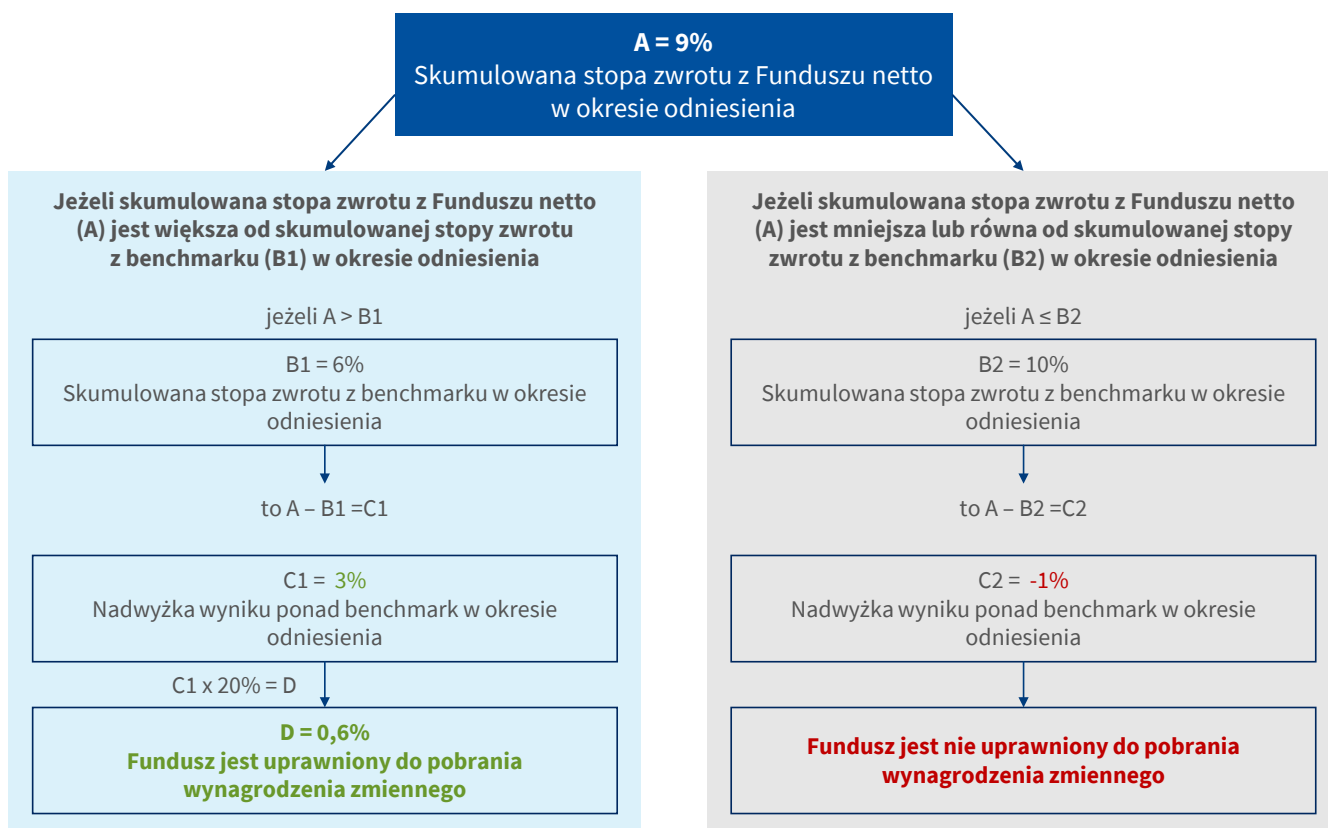 A = 9%
Skumulowana stopa zwrotu z Funduszu netto
w okresie odniesienia
Jeżeli skumulowana stopa zwrotu z Funduszu netto
(A) jest większa od skumulowanej stopy zwrotu
z benchmarku (B1) w okresie odniesienia
jeżeli A > B1
B1 = 6%
Skumulowana stopa zwrotu z benchmarku w okresie
odniesienia
to A – B1 =C1
C1 = 3%
Nadwyżka wyniku ponad benchmark w okresie
odniesienia
C1 x 20% = D
D = 0,6%
Fundusz jest uprawniony do pobrania
wynagrodzenia zmiennego
Jeżeli skumulowana stopa zwrotu z Funduszu netto
(A) jest mniejsza lub równa od skumulowanej stopy
zwrotu z benchmarku (B2) w okresie odniesienia
jeżeli A ≤ B2
B2 = 10%
Skumulowana stopa zwrotu z benchmarku w okresie
odniesienia
to A – B2 =C2
C2 = -1%
Nadwyżka wyniku ponad benchmark w okresie
odniesienia
Fundusz jest nie uprawniony do pobrania
wynagrodzenia zmiennego